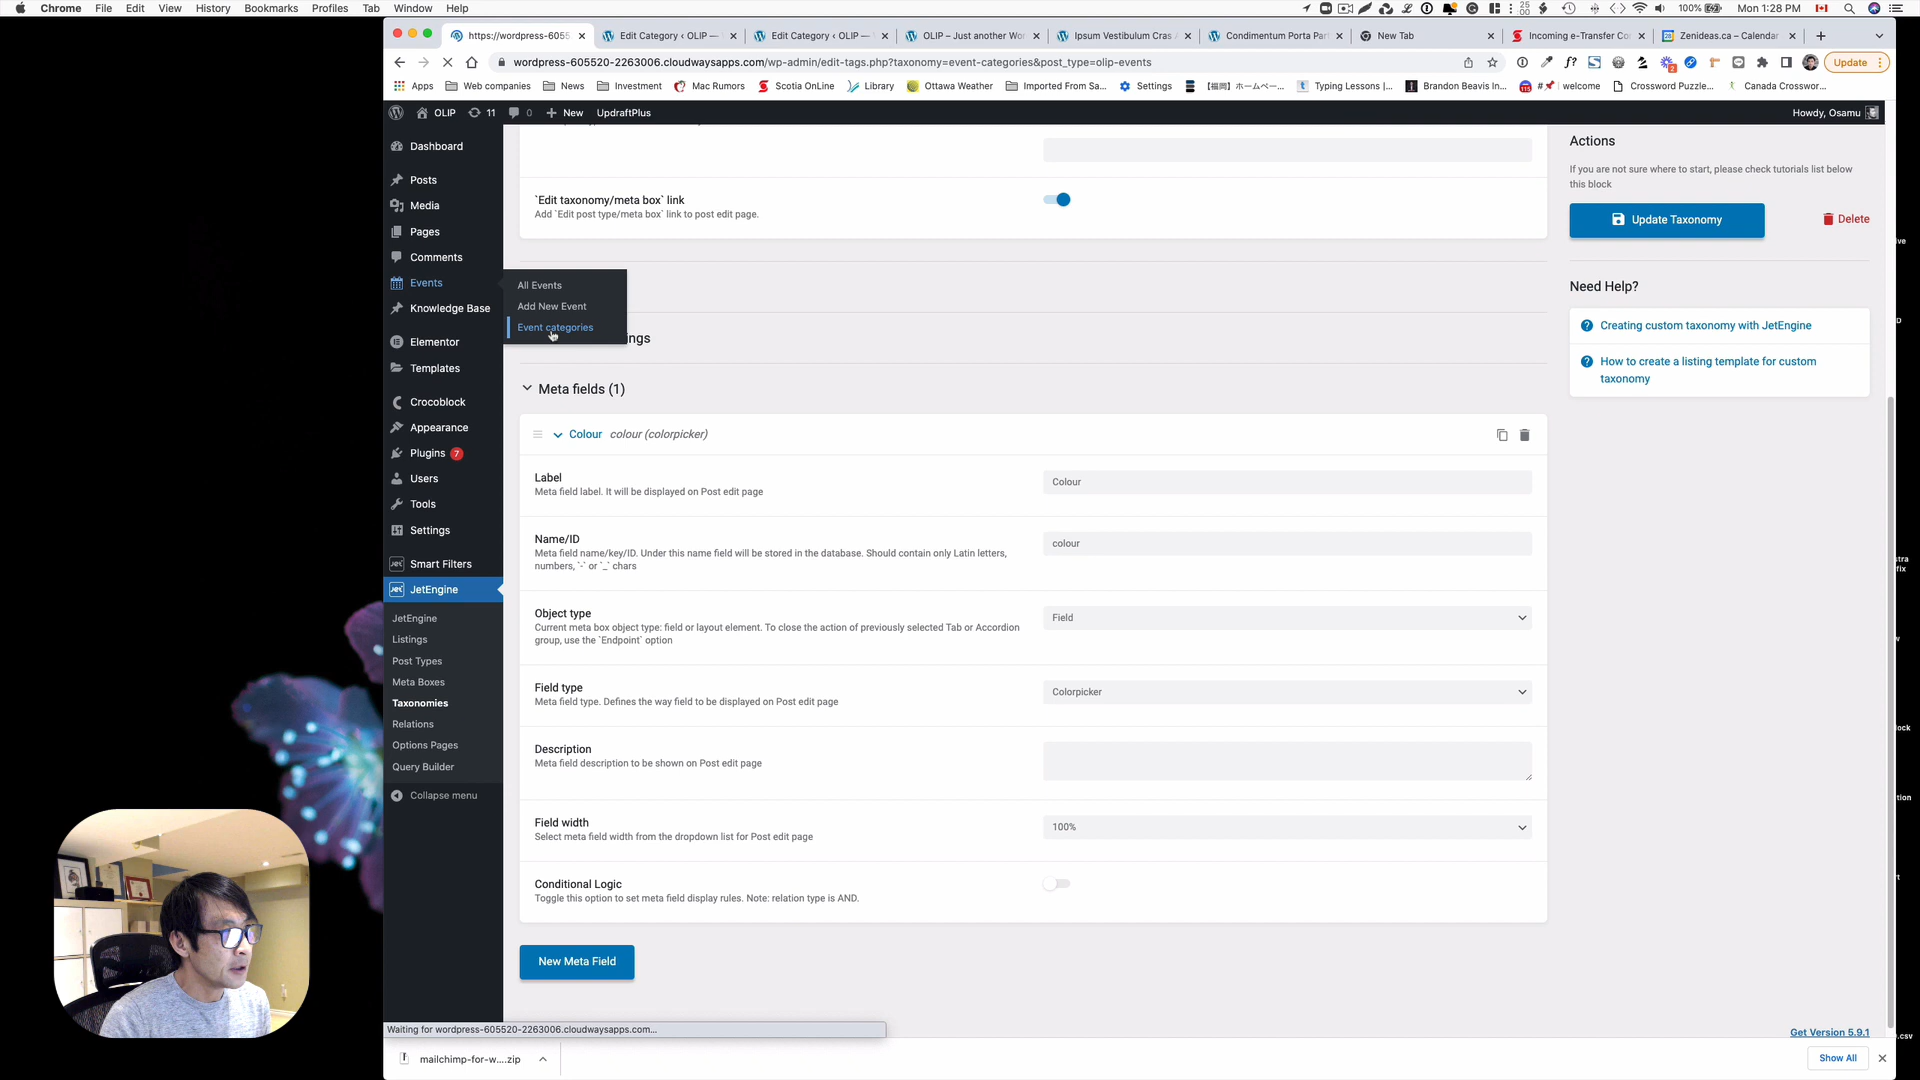 Chrome File Edit View History Bookmarks Profiles Tab Window Help
100% Mon 1:28 PM
https://wordpress-6055
Edit Category ‹ OLIP —
Edit Category ‹ OLIP —
OLIP – Just another Wo
Ipsum Vestibulum Cras
Condimentum Porta Par
New Tab
Incoming e-Transfer Co
Zenideas.ca – Calendar
wordpress-605520-2263006.cloudwaysapps.com/wp-admin/edit-tags.php?taxonomy=event-categories&post_type=olip-events
Update
Apps Web companies News Investment Mac Rumors Scotia OnLine Library Ottawa Weather Imported From Sa... Settings 【福岡】ホームペー... Typing Lessons |... Brandon Beavis In... welcome Crossword Puzzle... Canada Crosswor...
OLIP 11 0 New UpdraftPlus
Howdy, Osamu
Dashboard
Posts
Media
Pages
Comments
Events
Knowledge Base
Elementor
Templates
Crocoblock
Appearance
Plugins 7
Users
Tools
Settings
Smart Filters
JetEngine
JetEngine
Listings
Post Types
Meta Boxes
Taxonomies
Relations
Options Pages
Query Builder
Collapse menu
All Events
Add New Event
Event categories
`Edit taxonomy/meta box` link
Add `Edit post type/meta box` link to post edit page.
ngs
Meta fields (1)
Colour colour (colorpicker)
Label
Meta field label. It will be displayed on Post edit page
Colour
Name/ID
Meta field name/key/ID. Under this name field will be stored in the database. Should contain only Latin letters,
numbers, `-` or `_` chars
colour
Object type
Current meta box object type: field or layout element. To close the action of previously selected Tab or Accordion
group, use the `Endpoint` option
Field
Field type
Meta field type. Defines the way field to be displayed on Post edit page
Colorpicker
Description
Meta field description to be shown on Post edit page
Field width
Select meta field width from the dropdown list for Post edit page
100%
Conditional Logic
Toggle this option to set meta field display rules. Note: relation type is AND.
New Meta Field
Actions
If you are not sure where to start, please check tutorials list below
this block
Update Taxonomy
Delete
Need Help?
Creating custom taxonomy with JetEngine
How to create a listing template for custom
taxonomy
Get Version 5.9.1
Waiting for wordpress-605520-2263006.cloudwaysapps.com...
mailchimp-for-w....zip
Show All